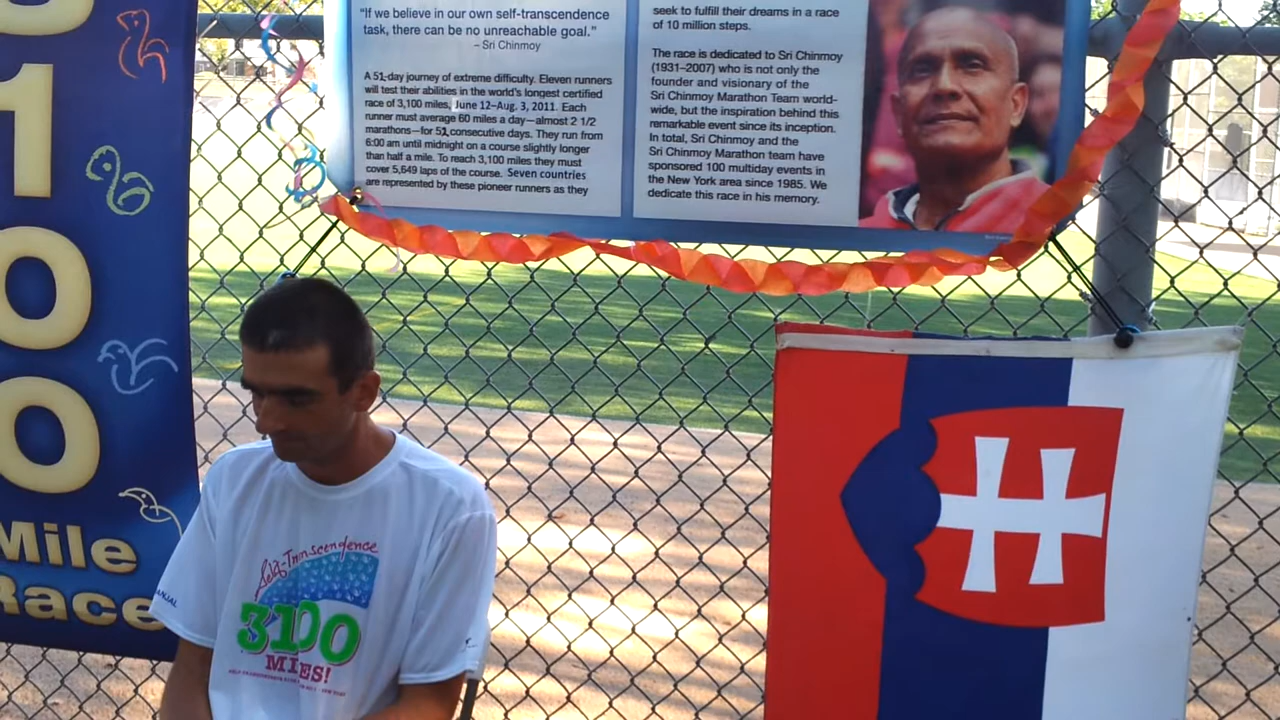 3100
Mile
Race
"If we believe in our own self-transcendence
task, there can be no unreachable goal."
– Sri Chinmoy
A 51-day journey of extreme difficulty. Eleven runners
will test their abilities in the world's longest certified
race of 3,100 miles, June 12–Aug. 3, 2011. Each
runner must average 60 miles a day—almost 2 1/2
marathons—for 52 consecutive days. They run from
6:00 am until midnight on a course slightly longer
than half a mile. To reach 3,100 miles they must
cover 5,649 laps of the course. Seven countries
are represented by these pioneer runners as they
seek to fulfill their dreams in a race
of 10 million steps.
The race is dedicated to Sri Chinmoy
(1931–2007) who is not only the
founder and visionary of the
Sri Chinmoy Marathon Team world-
wide, but the inspiration behind this
remarkable event since its inception.
In total, Sri Chinmoy and the
Sri Chinmoy Marathon team have
sponsored 100 multiday events in
the New York area since 1985. We
dedicate this race in his memory.
Self-Transcendence
3100
MILES!